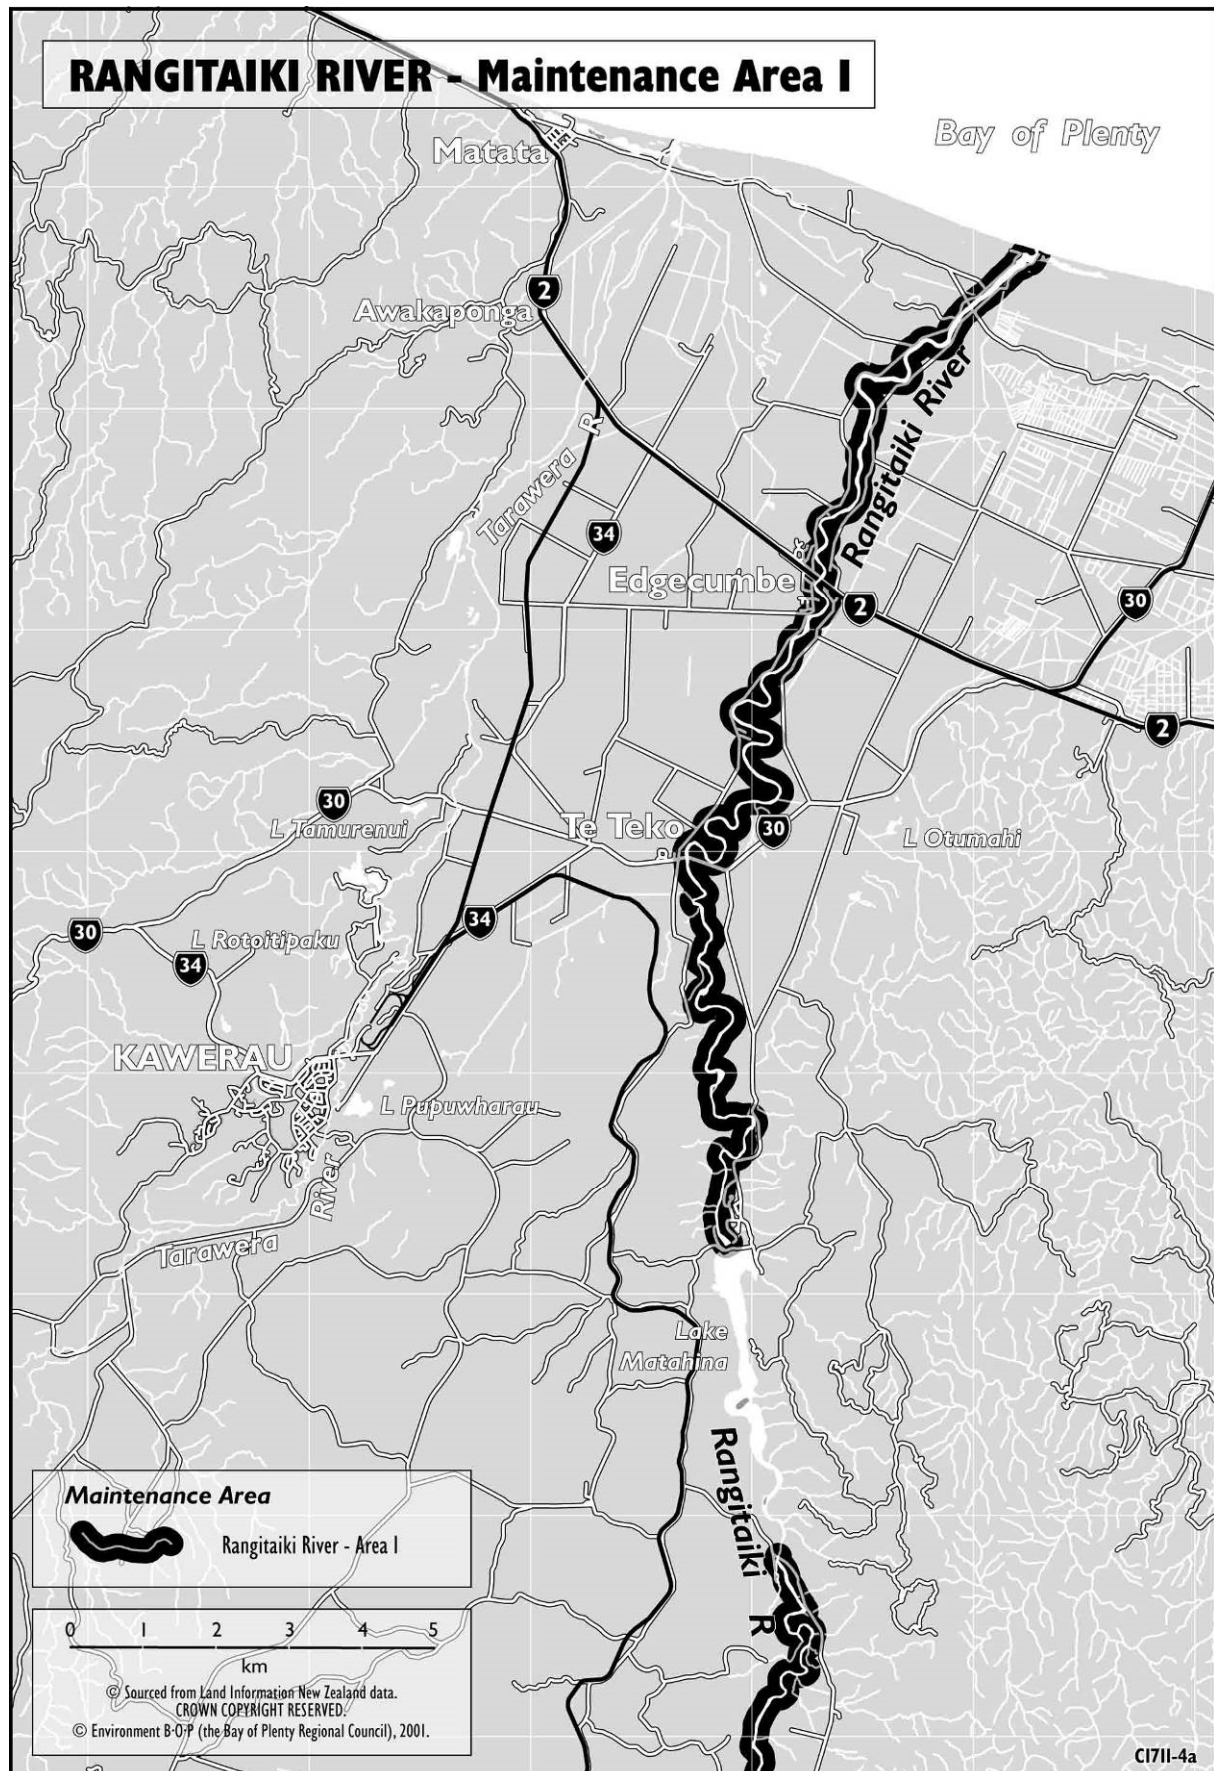 RANGITAIKI RIVER - Maintenance Area 1
Bay of Plenty
Matata
2
Awakaponga
Rangitaiki River
Tarawera R
34
Edgecumbe
2
30
2
30
L Tamurenui
Te Teko
30
L Otumahi
34
30
L Rotoitipaku
34
KAWERAU
L Pupuwharau
Tarawera River
Lake
Matahina
Rangitaiki R
Maintenance Area
Rangitaiki River - Area 1
0 1 2 3 4 5
km
© Sourced from Land Information New Zealand data.
CROWN COPYRIGHT RESERVED.
© Environment B·O·P (the Bay of Plenty Regional Council), 2001.
C1711-4a